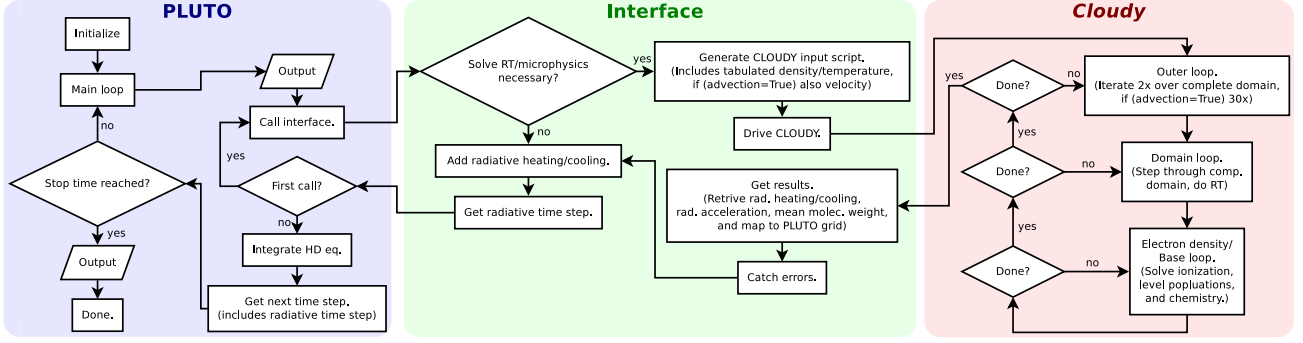 PLUTO
Initialize
Main loop
Output
Call interface.
no
yes
Stop time reached?
First call?
yes
no
Output
Integrate HD eq.
Done.
Get next time step.
(includes radiative time step)
Interface
Solve RT/microphysics
necessary?
yes
Generate CLOUDY input script.
(Includes tabulated density/temperature,
if (advection=True) also velocity)
no
Drive CLOUDY.
Add radiative heating/cooling.
Get radiative time step.
Get results.
(Retrive rad. heating/cooling,
rad. acceleration, mean molec. weight,
and map to PLUTO grid)
Catch errors.
Cloudy
yes
Done?
no
Outer loop.
(Iterate 2x over complete domain,
if (advection=True) 30x)
yes
Done?
no
Domain loop.
(Step through comp.
domain, do RT)
yes
Done?
no
Electron density/
Base loop.
(Solve ionization,
level popluations,
and chemistry.)